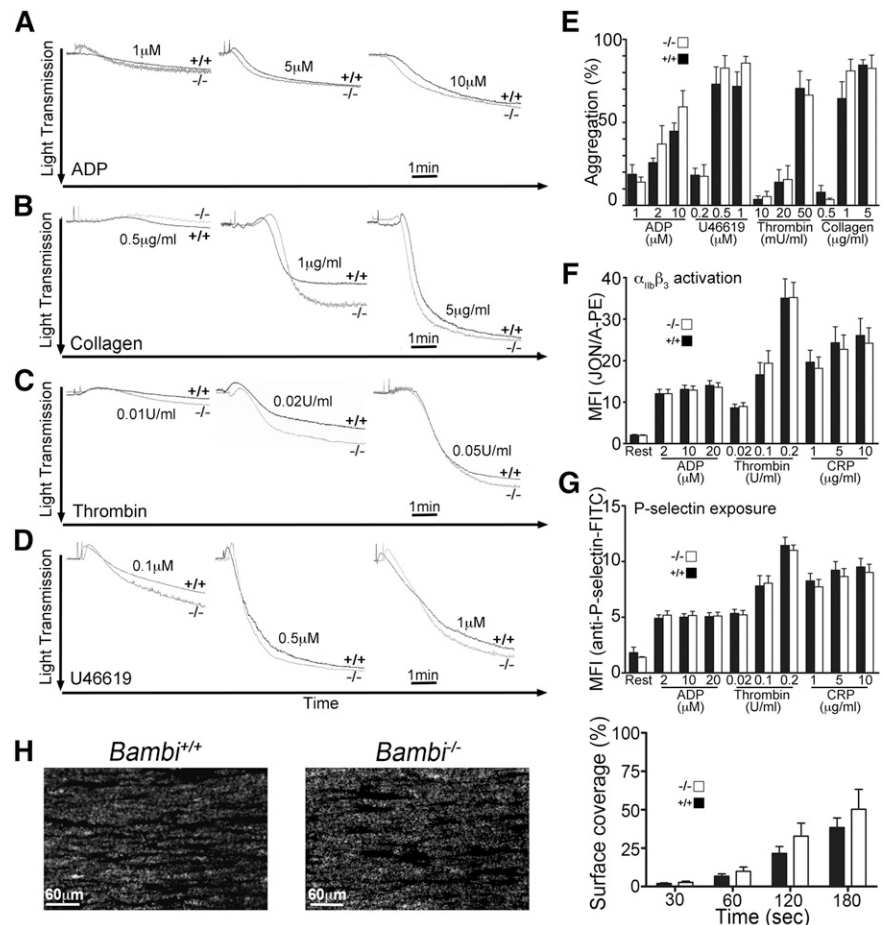 A
Light Transmission
1μM
+/+
-/-
5μM
+/+
-/-
10μM
+/+
-/-
1min
ADP
B
Light Transmission
-/-
0.5μg/ml
+/+
1μg/ml
+/+
-/-
5μg/ml
+/+
-/-
1min
Collagen
C
Light Transmission
+/+
0.01U/ml
-/-
0.02U/ml
+/+
-/-
0.05U/ml
+/+
-/-
1min
Thrombin
D
Light Transmission
0.1μM
+/+
-/-
0.5μM
+/+
-/-
1μM
+/+
-/-
1min
U46619
Time
E
Aggregation (%)
100
50
0
-/-
+/+
1 2 10 0.2 0.5 1 10 20 50 0.5 1 5
ADP U46619 Thrombin Collagen
(μM) (μM) (mU/ml) (μg/ml)
F
αIIbβ3 activation
MFI (JON/A-PE)
40
30
20
10
0
-/-
+/+
Rest 2 10 20 0.02 0.1 0.2 1 5 10
ADP Thrombin CRP
(μM) (U/ml) (μg/ml)
G
P-selectin exposure
MFI (anti-P-selectin-FITC)
15
10
5
0
-/-
+/+
Rest 2 10 20 0.02 0.1 0.2 1 5 10
ADP Thrombin CRP
(μM) (U/ml) (μg/ml)
H
Bambi+/+
60μm
Bambi-/-
60μm
Surface coverage (%)
100
75
50
25
0
-/-
+/+
30 60 120 180
Time (sec)